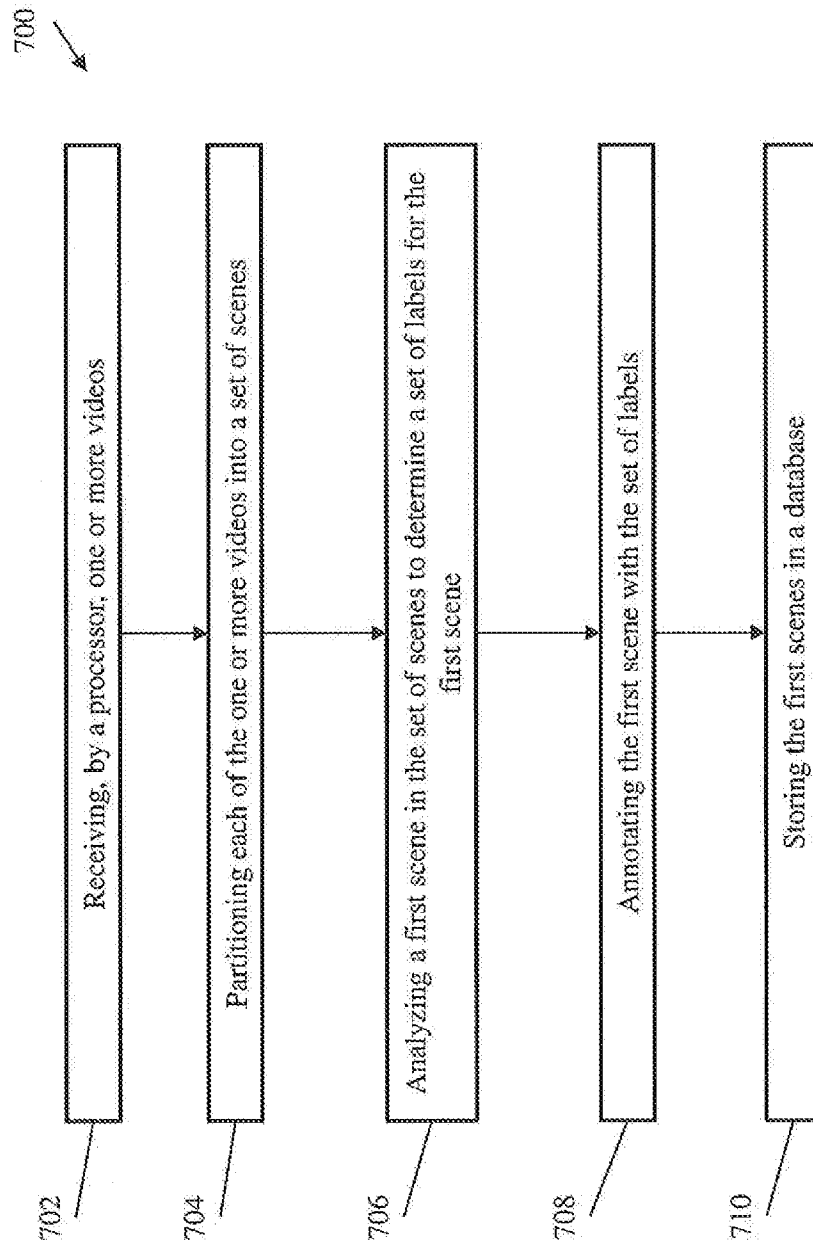 700
702
Receiving, by a processor, one or more videos
704
Partitioning each of the one or more videos into a set of scenes
706
Analyzing a first scene in the set of scenes to determine a set of labels for the
first scene
708
Annotating the first scene with the set of labels
710
Storing the first scenes in a database